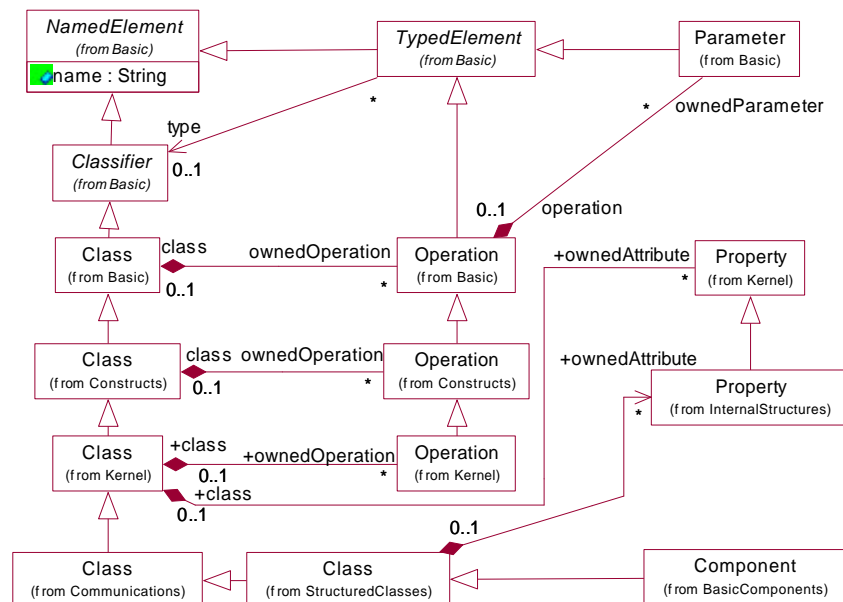 NamedElement
(from Basic)
name : String
TypedElement
(from Basic)
Parameter
(from Basic)
*
ownedParameter
*
type
0..1
Classifier
(from Basic)
0..1
operation
Class
(from Basic)
class
0..1
ownedOperation
*
Operation
(from Basic)
+ownedAttribute
*
Property
(from Kernel)
Class
(from Constructs)
class
0..1
ownedOperation
*
Operation
(from Constructs)
+ownedAttribute
*
Property
(from InternalStructures)
Class
(from Kernel)
+class
0..1
+ownedOperation
*
Operation
(from Kernel)
+class
0..1
0..1
Class
(from Communications)
Class
(from StructuredClasses)
Component
(from BasicComponents)